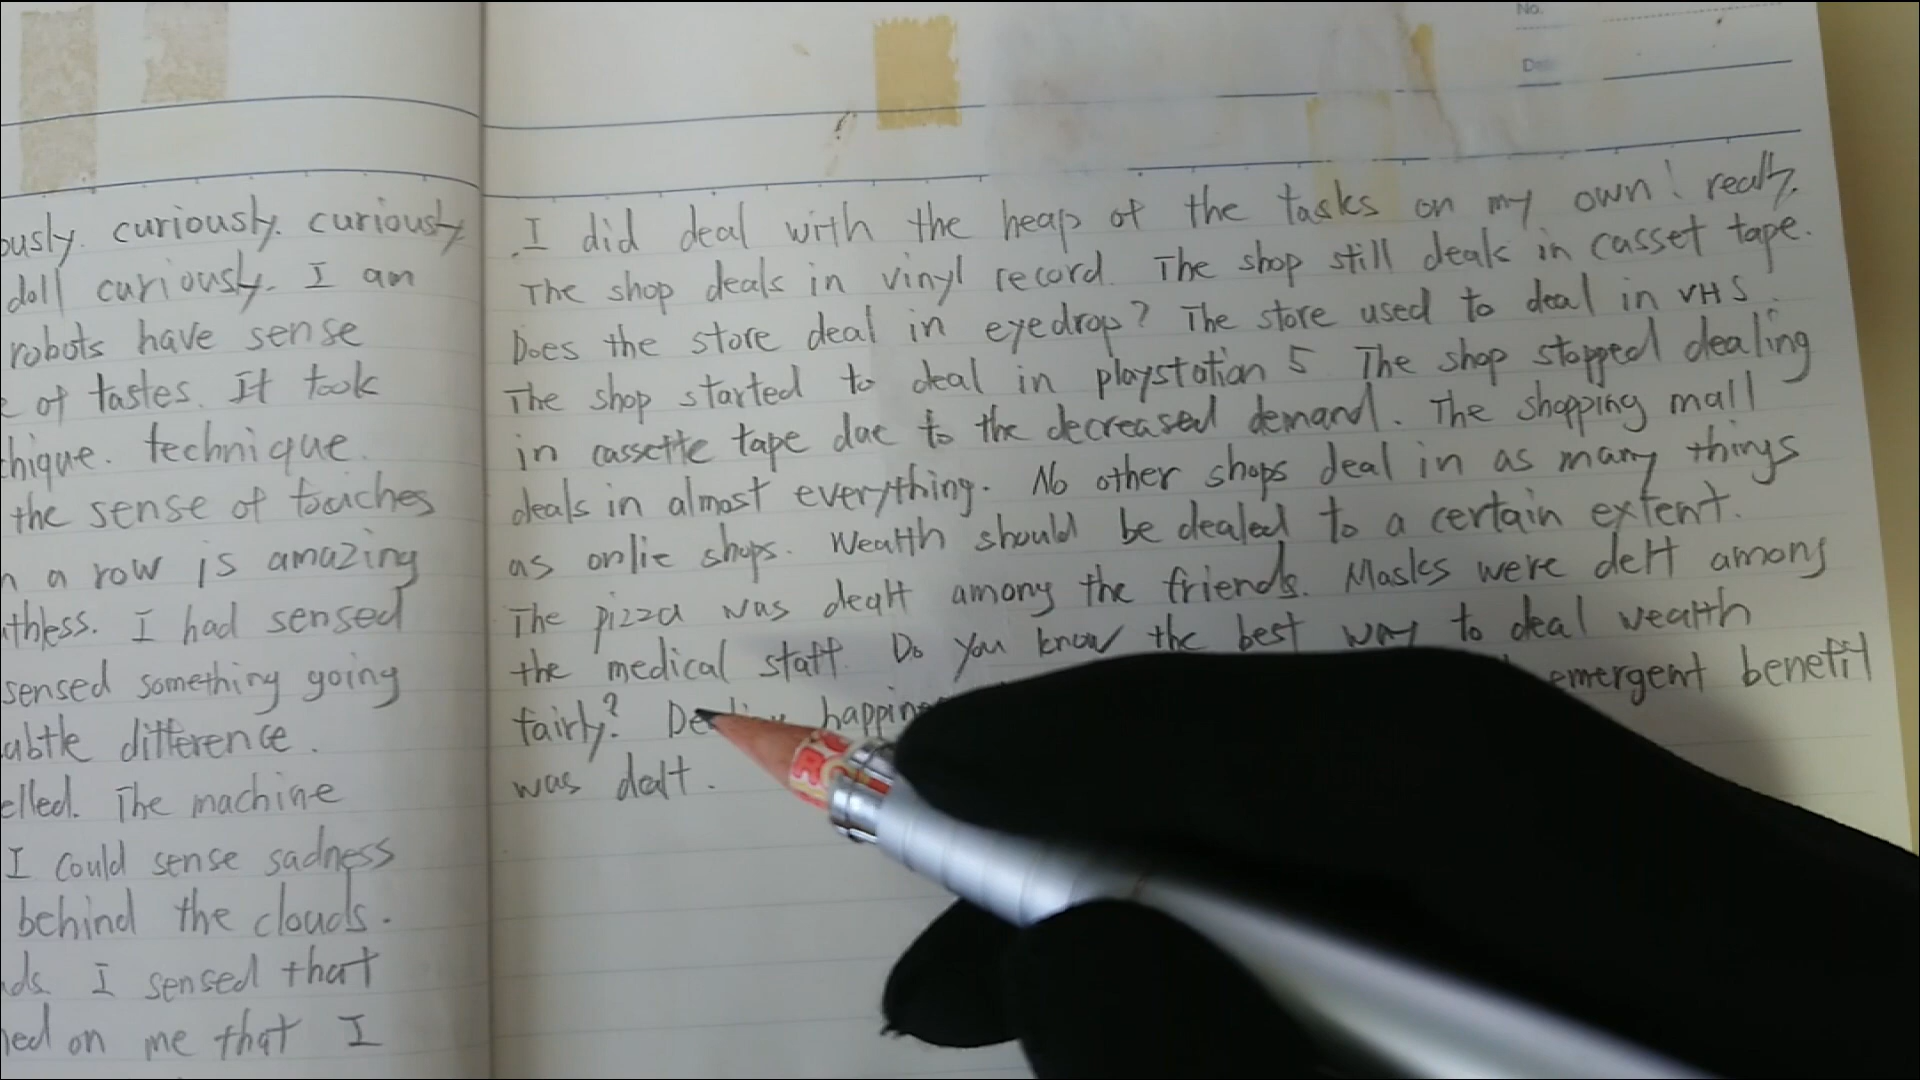 No.
ously. curiously. curiously
doll curiously. I am
robots have sense
e of tastes. It took
hique. technique.
the sense of touches
n a row is amazing
thless. I had sensed
sensed something going
ubtle difference.
elled. The machine
I could sense sadness
behind the clouds.
ds. I sensed that
ned on me that I
I did deal with the heap of the tasks on my own! really.
The shop deals in vinyl record. The shop still deals in casset tape.
Does the store deal in eyedrop? The store used to deal in VHS.
The shop started to deal in playstation 5. The shop stopped dealing
in cassette tape due to the decreased demand. The shopping mall
deals in almost everything. No other shops deal in as many things
as onlie shops. Wealth should be dealed to a certain extent.
The pizza was dealt among the friends. Masks were delt among
the medical staff. Do you know the best way to deal wealth
fairly? emergent benefit
was dealt.